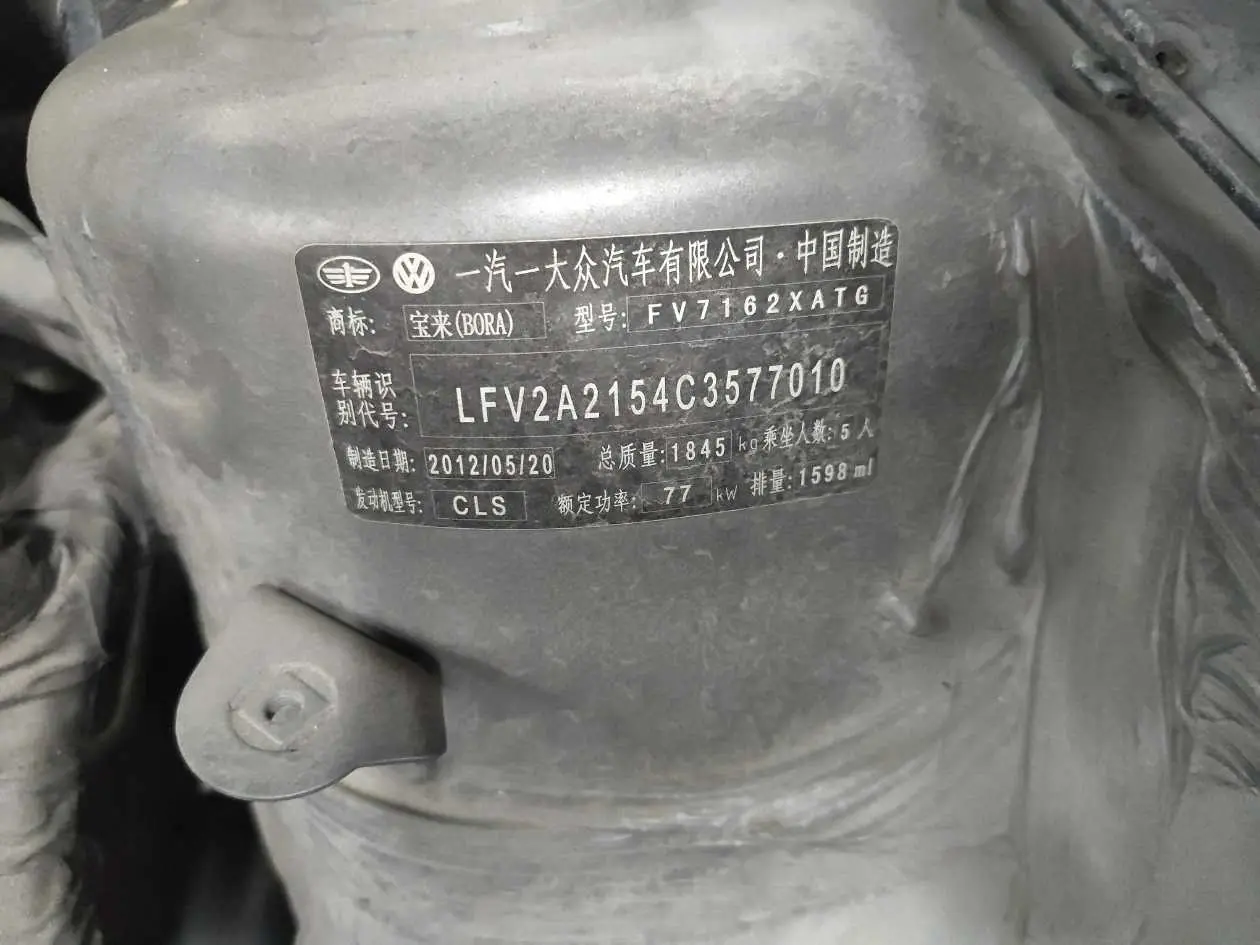 一汽一大众汽车有限公司·中国制造
商标: 宝来(BORA) 型号: FV7162XATG
车辆识
别代号: LFV2A2154C3577010
制造日期: 2012/05/20 总质量: 1845 kg 乘坐人数: 5 人
发动机型号: CLS 额定功率: 77 kW 排量: 1598 ml